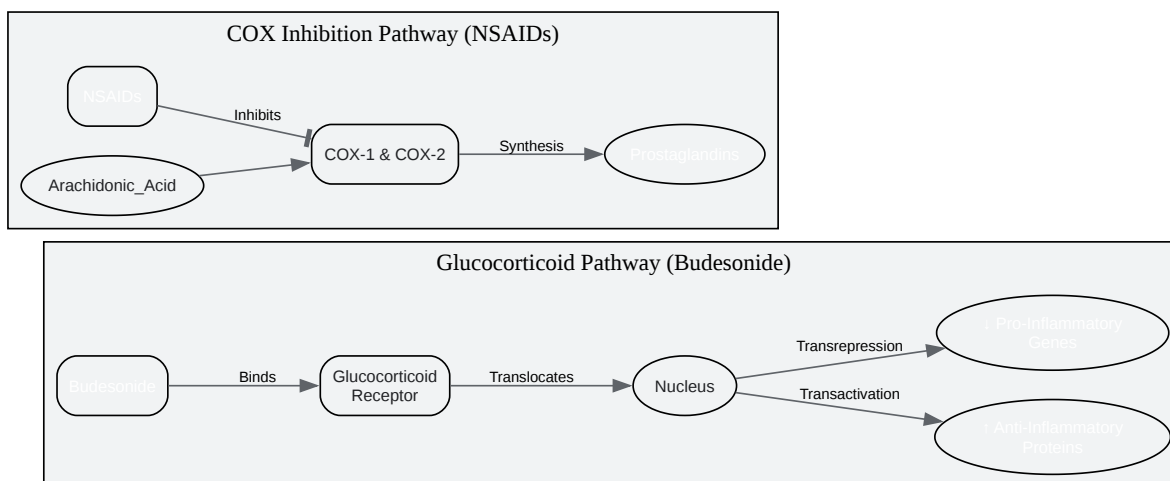 COX Inhibition Pathway (NSAIDs)
NSAIDs
Inhibits
COX-1 & COX-2
Synthesis
Prostaglandins
Arachidonic_Acid
Glucocorticoid Pathway (Budesonide)
Budesonide
Binds
Glucocorticoid
Receptor
Translocates
Nucleus
Transrepression
↓ Pro-Inflammatory
Genes
Transactivation
↑ Anti-Inflammatory
Proteins